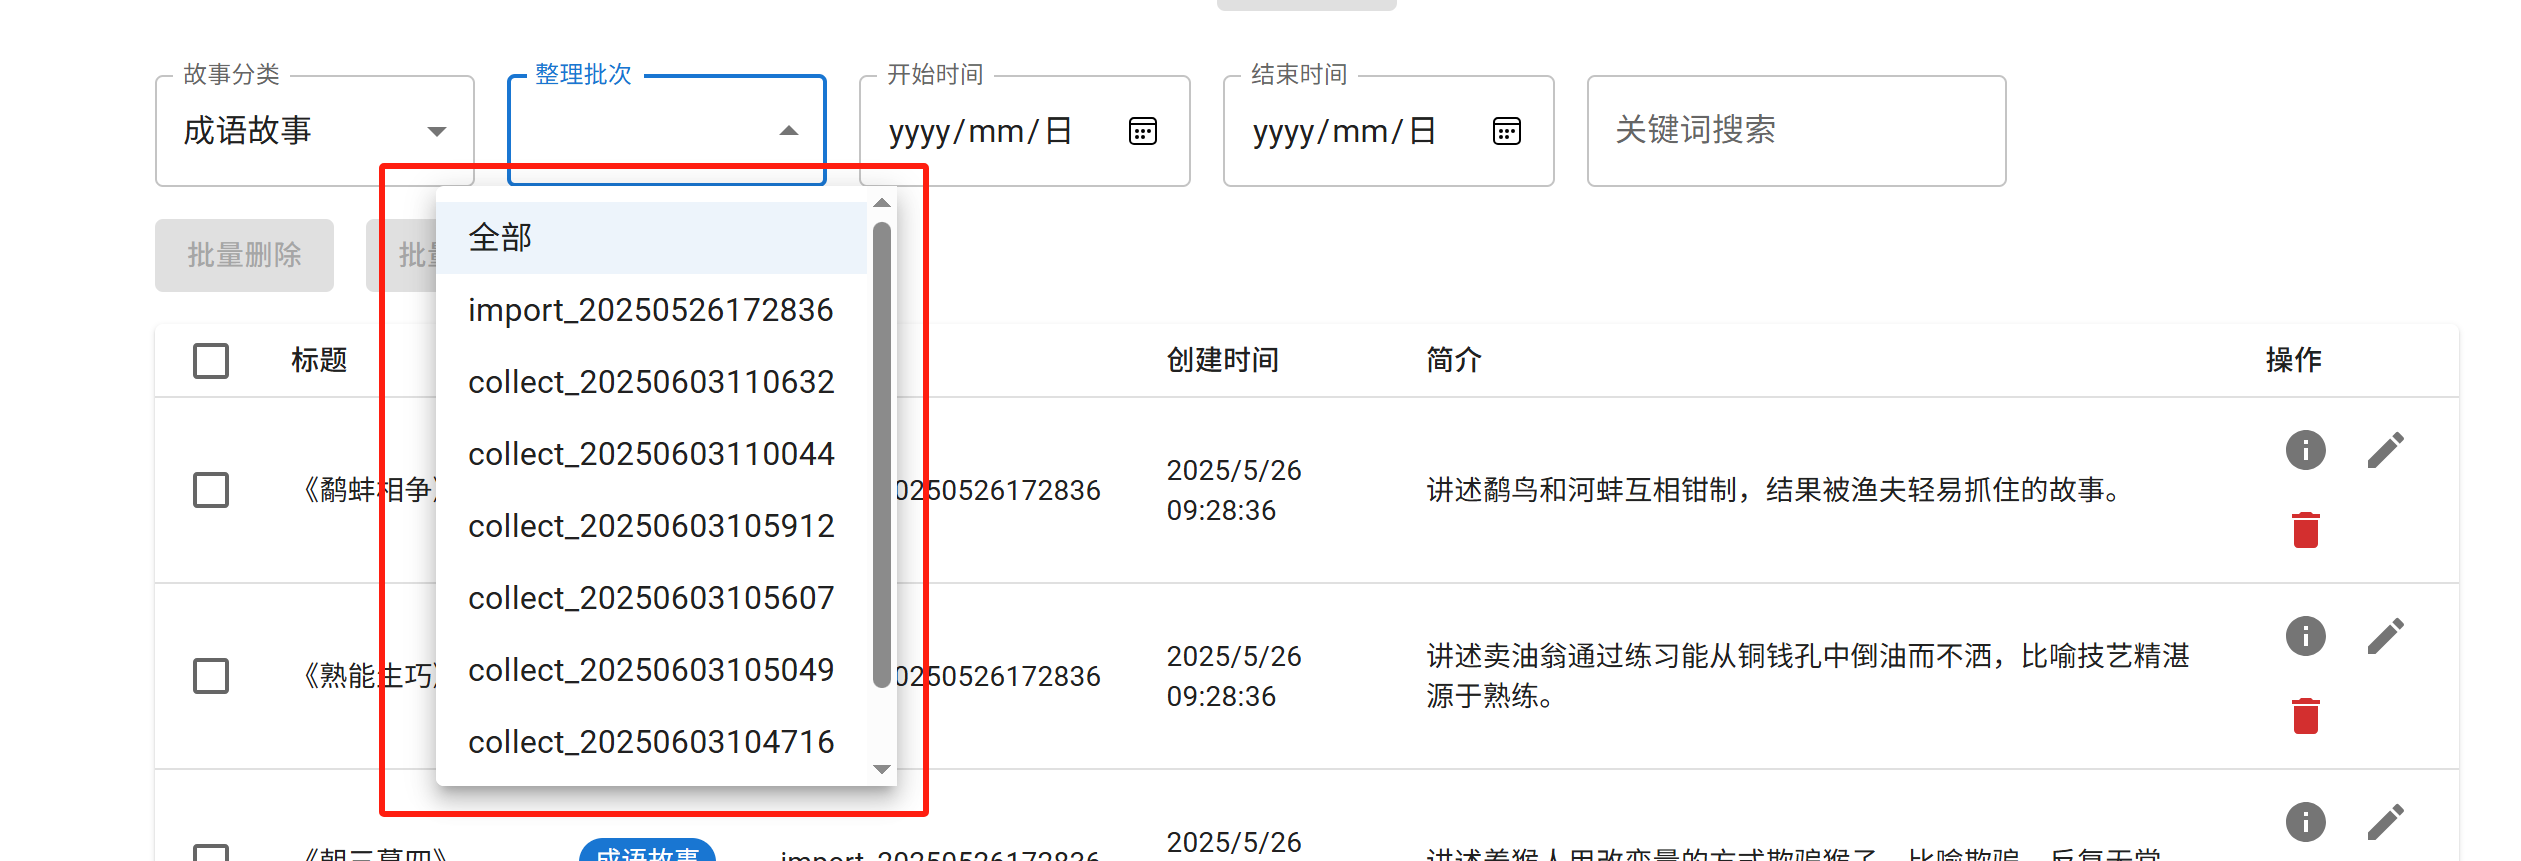 故事分类
成语故事
整理批次
开始时间
yyyy/mm/日
结束时间
yyyy/mm/日
关键词搜索
批量删除
批量
全部
import_20250526172836
collect_20250603110632
collect_20250603110044
collect_20250603105912
collect_20250603105607
collect_20250603105049
collect_20250603104716
标题
创建时间
简介
操作
《鹬蚌相争》
20250526172836
2025/5/26
09:28:36
讲述鹬鸟和河蚌互相钳制，结果被渔夫轻易抓住的故事。
《熟能生巧》
20250526172836
2025/5/26
09:28:36
讲述卖油翁通过练习能从铜钱孔中倒油而不洒，比喻技艺精湛
源于熟练。
《朝三暮四》
成语故事
import_20250526172836
2025/5/26
讲述养猴人用改变量的方式欺骗猴子，比喻欺骗、反复无常